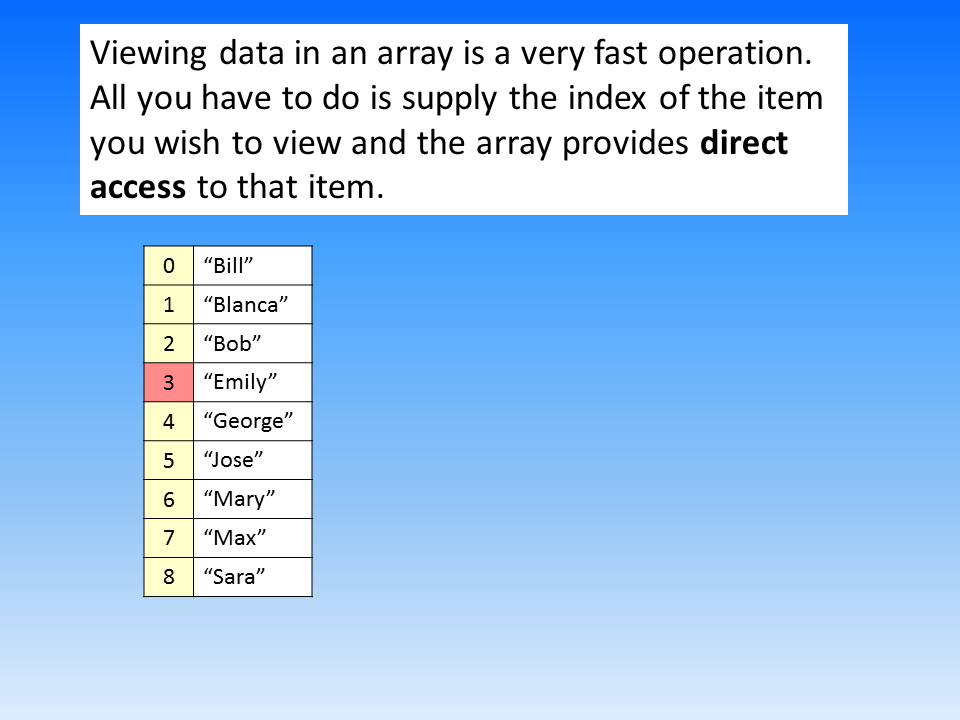 Viewing data in an array is a very fast operation.
All you have to do is supply the index of the item
you wish to view and the array provides direct
access to that item.
0 “Bill”
1 “Blanca”
2 “Bob”
3 “Emily”
4 “George”
5 “Jose”
6 “Mary”
7 “Max”
8 “Sara”